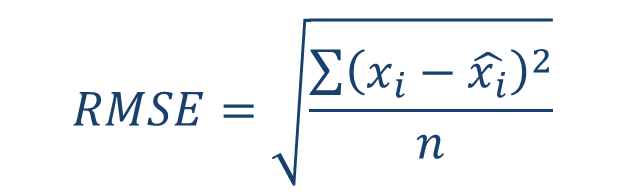 RMSE = √(∑(xᵢ − x̂ᵢ)² / n)